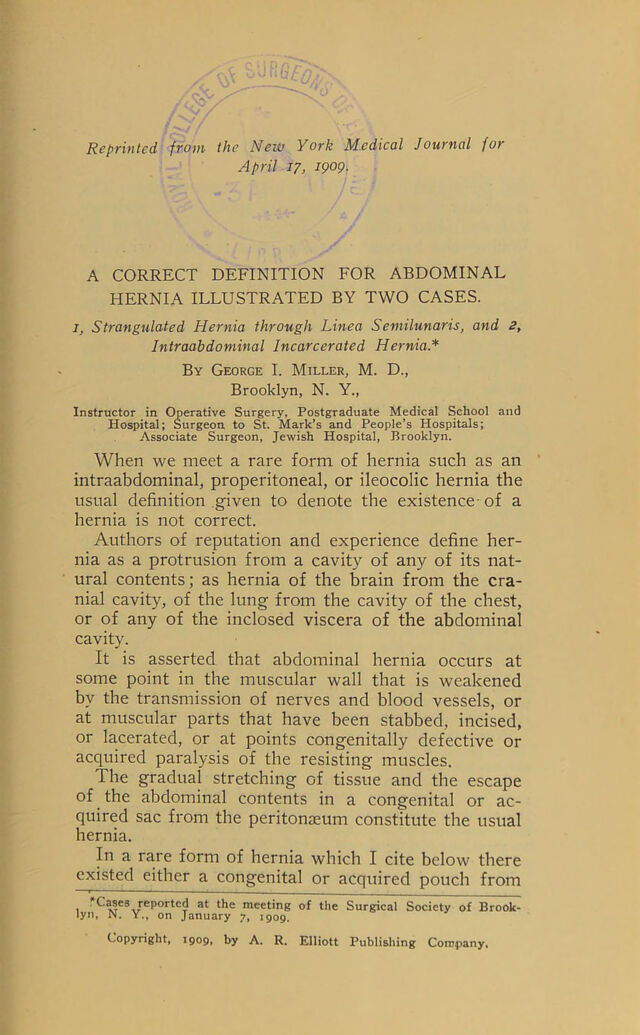 ROYAL COLLEGE OF SURGEONS OF
LIBRARY
Reprinted from the New York Medical Journal for
April 17, 1909.
A CORRECT DEFINITION FOR ABDOMINAL
HERNIA ILLUSTRATED BY TWO CASES.
1, Strangulated Hernia through Linea Semilunaris, and 2,
Intraabdominal Incarcerated Hernia.*
By George I. Miller, M. D.,
Brooklyn, N. Y.,
Instructor in Operative Surgery, Postgraduate Medical School and
Hospital; Surgeon to St. Mark's and People's Hospitals;
Associate Surgeon, Jewish Hospital, Brooklyn.
When we meet a rare form of hernia such as an
intraabdominal, properitoneal, or ileocolic hernia the
usual definition given to denote the existence of a
hernia is not correct.
Authors of reputation and experience define her-
nia as a protrusion from a cavity of any of its nat-
ural contents; as hernia of the brain from the cra-
nial cavity, of the lung from the cavity of the chest,
or of any of the inclosed viscera of the abdominal
cavity.
It is asserted that abdominal hernia occurs at
some point in the muscular wall that is weakened
by the transmission of nerves and blood vessels, or
at muscular parts that have been stabbed, incised,
or lacerated, or at points congenitally defective or
acquired paralysis of the resisting muscles.
The gradual stretching of tissue and the escape
of the abdominal contents in a congenital or ac-
quired sac from the peritonæum constitute the usual
hernia.
In a rare form of hernia which I cite below there
existed either a congenital or acquired pouch from
*Cases reported at the meeting of the Surgical Society of Brook-
lyn, N. Y., on January 7, 1909.
Copyright, 1909, by A. R. Elliott Publishing Company.